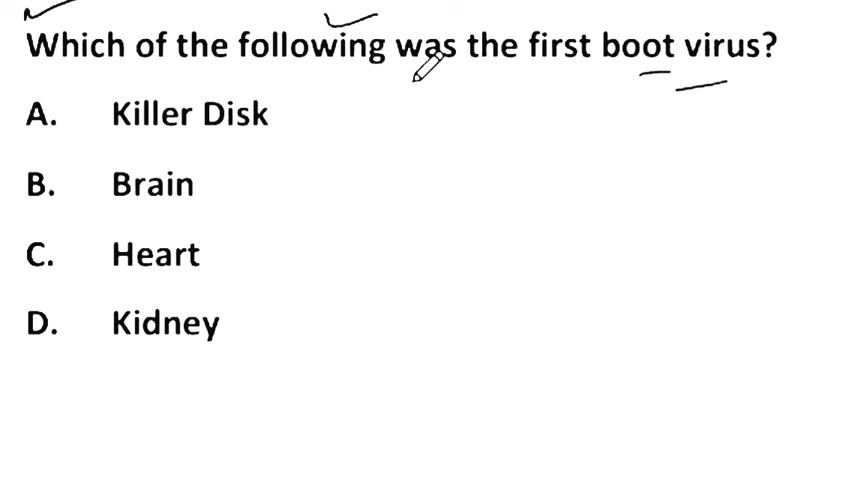 Which of the following was the first boot virus?
A. Killer Disk
B. Brain
C. Heart
D. Kidney